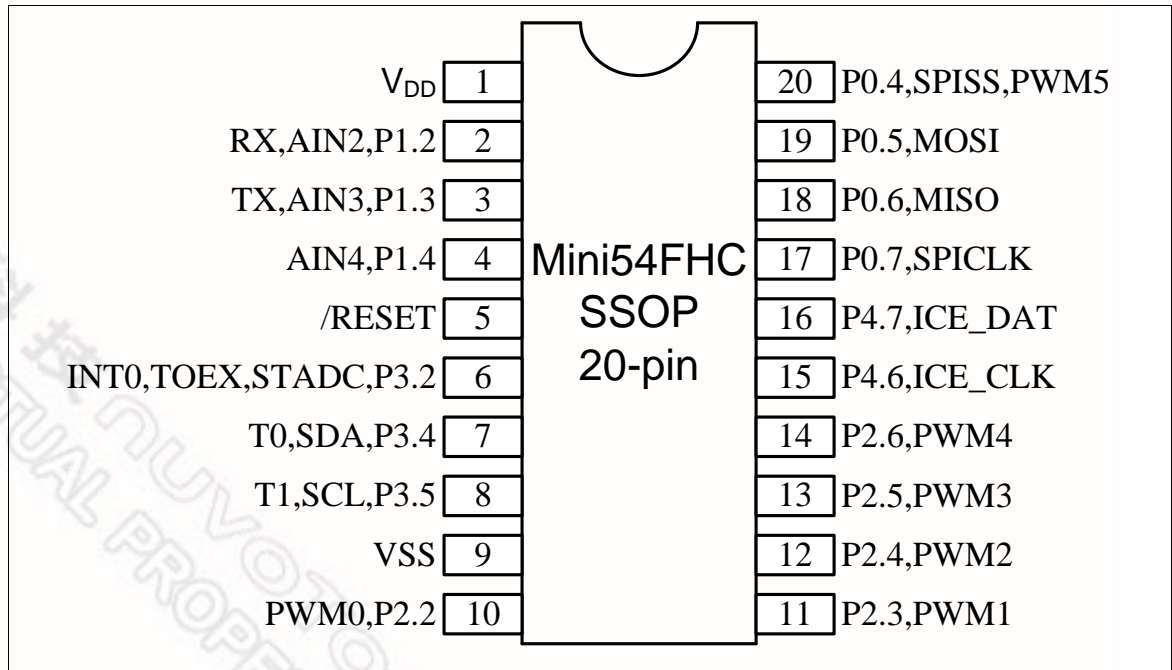 VDD 1
RX,AIN2,P1.2 2
TX,AIN3,P1.3 3
AIN4,P1.4 4
/RESET 5
INT0,TOEX,STADC,P3.2 6
T0,SDA,P3.4 7
T1,SCL,P3.5 8
VSS 9
PWM0,P2.2 10
Mini54FHC
SSOP
20-pin
20 P0.4,SPISS,PWM5
19 P0.5,MOSI
18 P0.6,MISO
17 P0.7,SPICLK
16 P4.7,ICE_DAT
15 P4.6,ICE_CLK
14 P2.6,PWM4
13 P2.5,PWM3
12 P2.4,PWM2
11 P2.3,PWM1